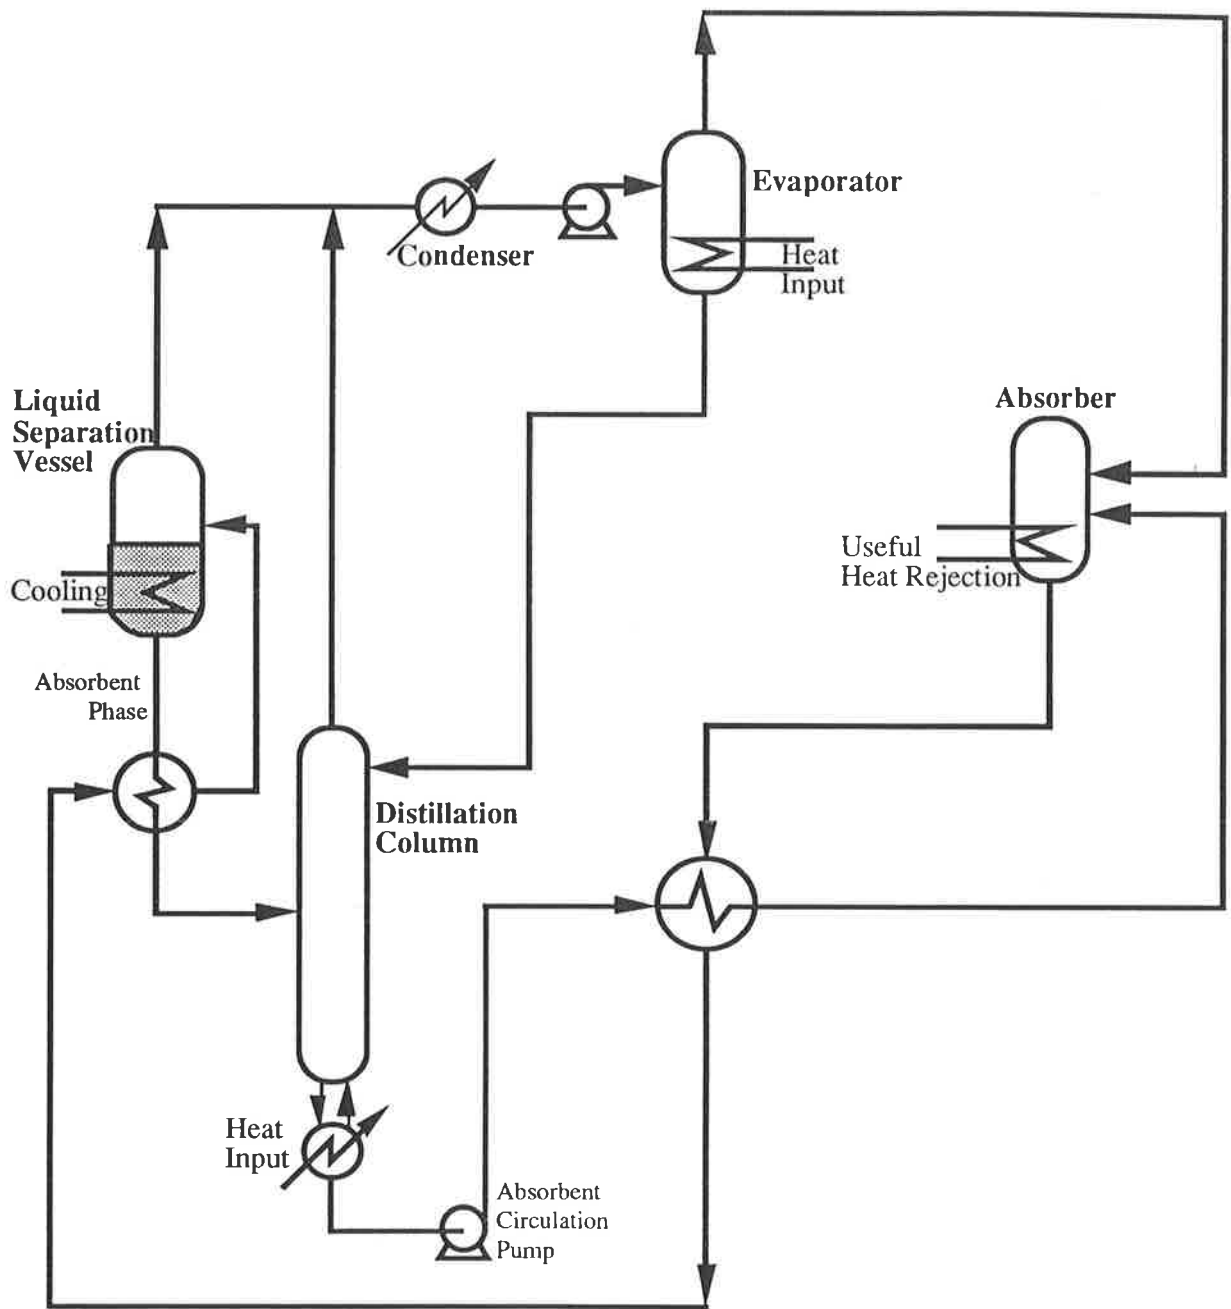 Evaporator
Condenser
Heat
Input
Liquid
Separation
Vessel
Absorber
Useful
Heat Rejection
Cooling
Absorbent
Phase
Distillation
Column
Heat
Input
Absorbent
Circulation
Pump